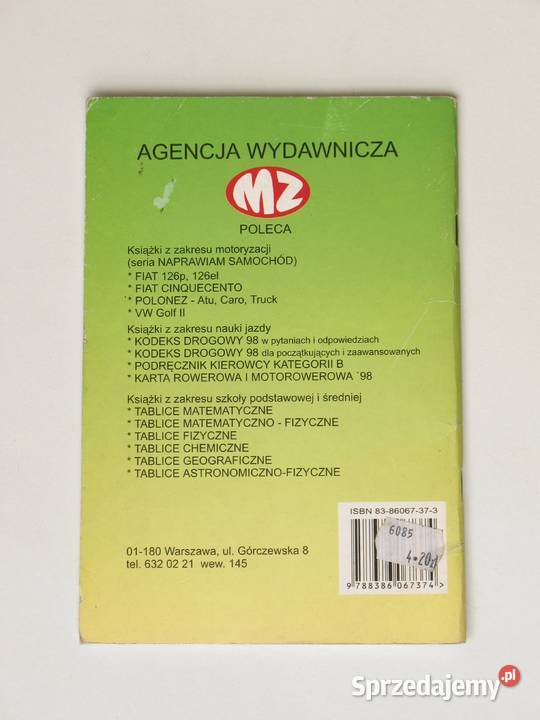 AGENCJA WYDAWNICZA
MZ
POLECA
Książki z zakresu motoryzacji
(seria NAPRAWIAM SAMOCHÓD)
* FIAT 126p, 126el
* FIAT CINQUECENTO
* POLONEZ - Atu, Caro, Truck
* VW Golf II
Książki z zakresu nauki jazdy
* KODEKS DROGOWY 98 w pytaniach i odpowiedziach
* KODEKS DROGOWY 98 dla początkujących i zaawansowanych
* PODRĘCZNIK KIEROWCY KATEGORII B
* KARTA ROWEROWA I MOTOROWEROWA `98
Książki z zakresu szkoły podstawowej i średniej
* TABLICE MATEMATYCZNE
* TABLICE MATEMATYCZNO - FIZYCZNE
* TABLICE FIZYCZNE
* TABLICE CHEMICZNE
* TABLICE GEOGRAFICZNE
* TABLICE ASTRONOMICZNO-FIZYCZNE
ISBN 83-86067-37-3
6085
4.20zł
9 788386 067374 >
01-180 Warszawa, ul. Górczewska 8
tel. 632 02 21 wew. 145
Sprzedajemy.pl